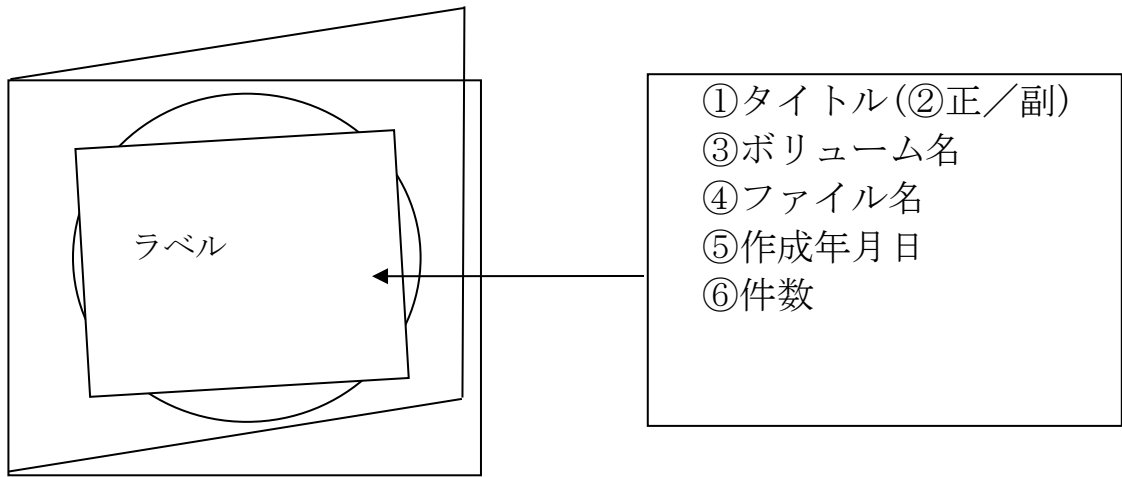 ラベル
①タイトル(②正／副)
③ボリューム名
④ファイル名
⑤作成年月日
⑥件数